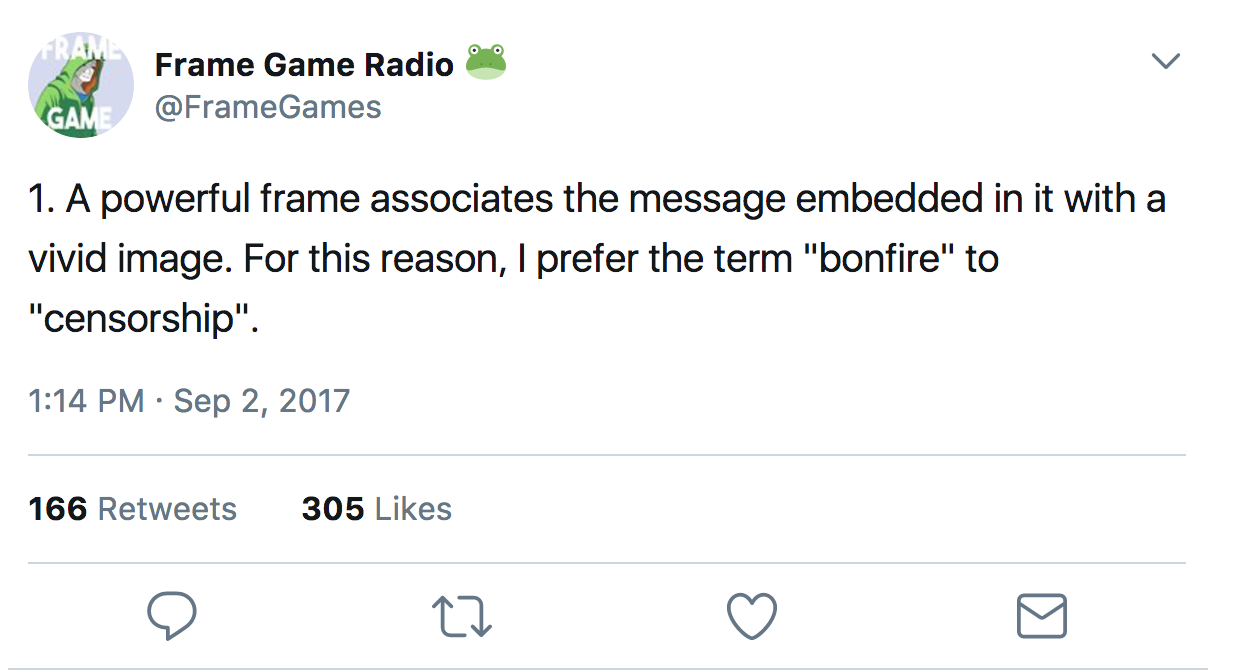 FRAME
GAME
Frame Game Radio 🐸
@FrameGames
1. A powerful frame associates the message embedded in it with a
vivid image. For this reason, I prefer the term "bonfire" to
"censorship".
1:14 PM · Sep 2, 2017
166 Retweets 305 Likes